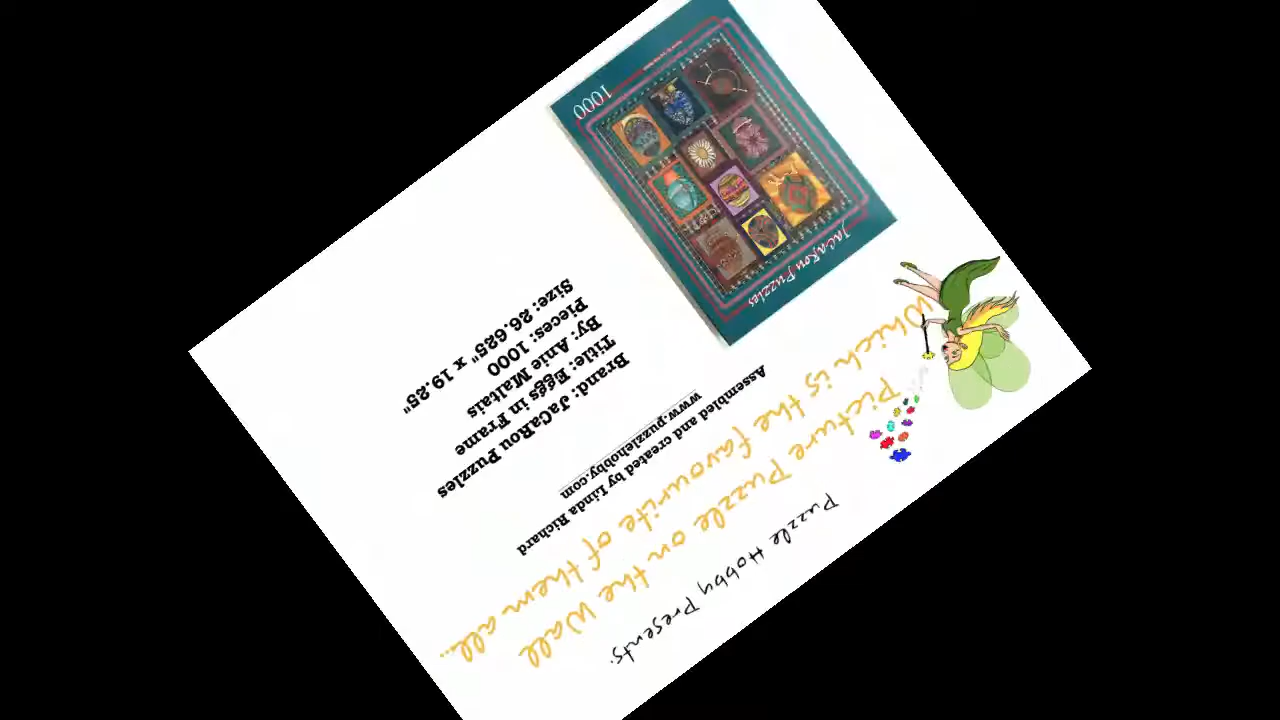 Puzzle Hobby Presents:
Picture Puzzle on the Wall
Which is the favourite of them all...
Assembled and created by Linda Richard
www.puzzlehobby.com
Brand: JaCaRou Puzzles
Title: Eggs in Frame
By: Anie Maltais
Pieces: 1000
Size: 26.625" x 19.25"
JaCaRou Puzzles
1000